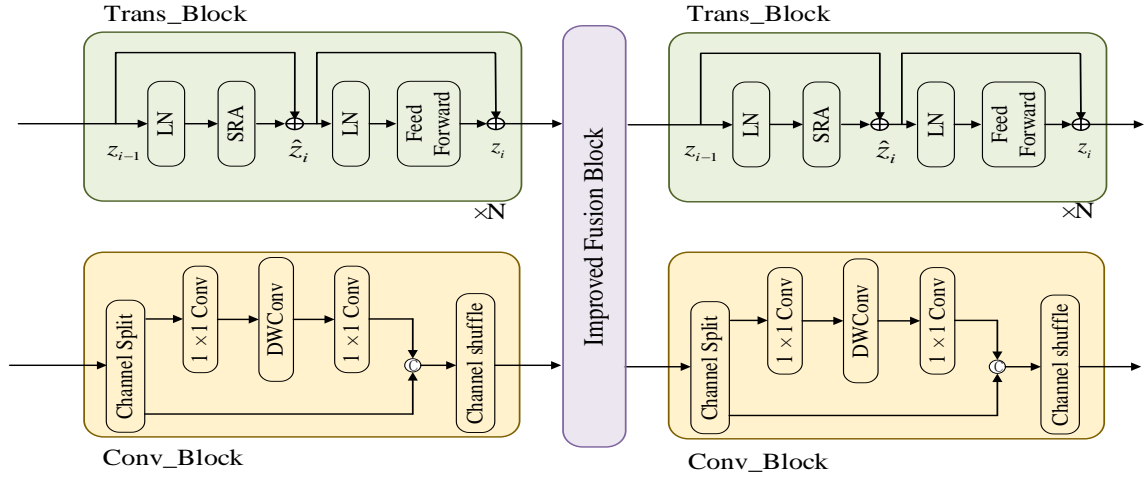 Trans_Block
LN
SRA
LN
Feed
Forward
z_{i-1}
ẑ_i
z_i
×N
Channel Split
1×1 Conv
DWConv
1×1 Conv
C
Channel shuffle
Conv_Block
Improved Fusion Block
Trans_Block
LN
SRA
LN
Feed
Forward
z_{i-1}
ẑ_i
z_i
×N
Channel Split
1×1 Conv
DWConv
1×1 Conv
C
Channel shuffle
Conv_Block